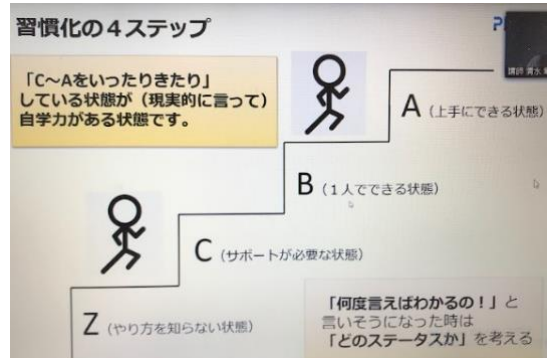 習慣化の4ステップ
「C~Aをいったりきたり」
している状態が(現実的に言って)
自学力がある状態です。
A(上手にできる状態)
B(1人でできる状態)
C(サポートが必要な状態)
Z(やり方を知らない状態)
「何度言えばわかるの!」と
言いそうになった時は
「どのステータスか」を考える